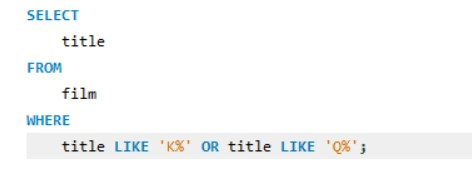 SELECT
    title
FROM
    film
WHERE
    title LIKE 'K%' OR title LIKE 'Q%';